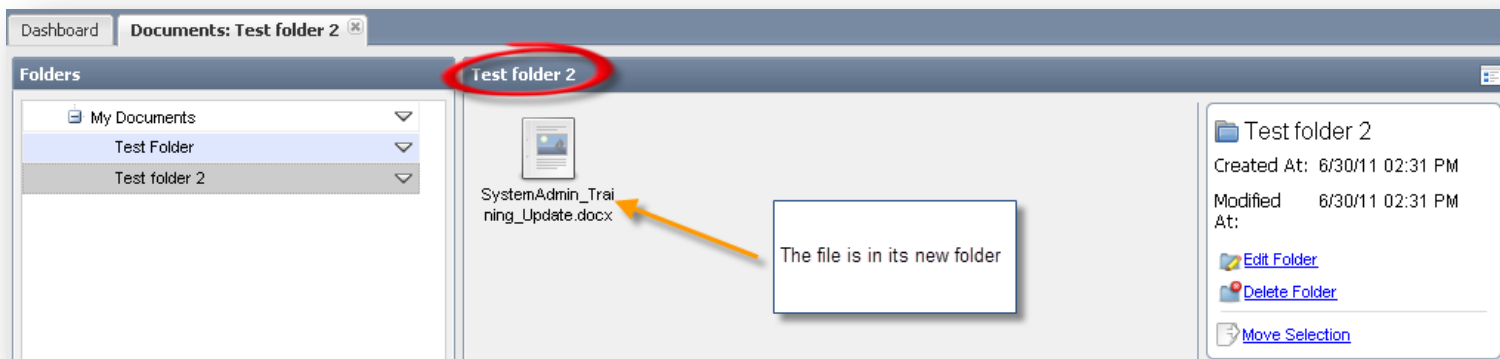 Dashboard
Documents: Test folder 2
Folders
My Documents
Test Folder
Test folder 2
Test folder 2
SystemAdmin_Trai
ning_Update.docx
The file is in its new folder
Test folder 2
Created At: 6/30/11 02:31 PM
Modified 6/30/11 02:31 PM
At:
Edit Folder
Delete Folder
Move Selection